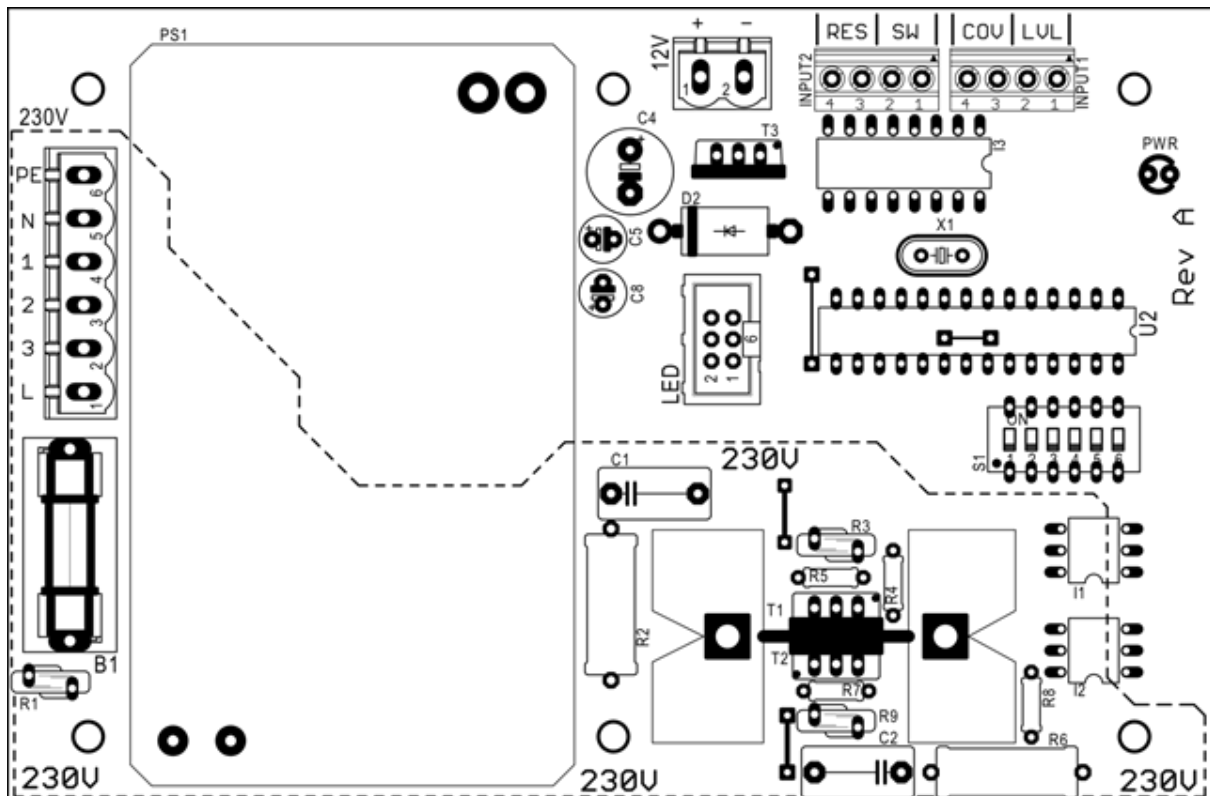 PS1
+ -
12V
1 2
RES SW
INPUT2
4 3 2 1
COV LVL
INPUT1
4 3 2 1
230V
PE
N
1
2
3
L
6
5
4
3
2
1
C4
+
T3
I3
PWR
D2
C5
+
X1
Rev A
C8
+
U2
LED
6
2 1
ON
S1
1 2 3 4 5 6
C1
230V
R3
R5
R4
I1
T1
T2
R2
B1
R1
R7
I2
R8
R9
C2
R6
230V
230V
230V